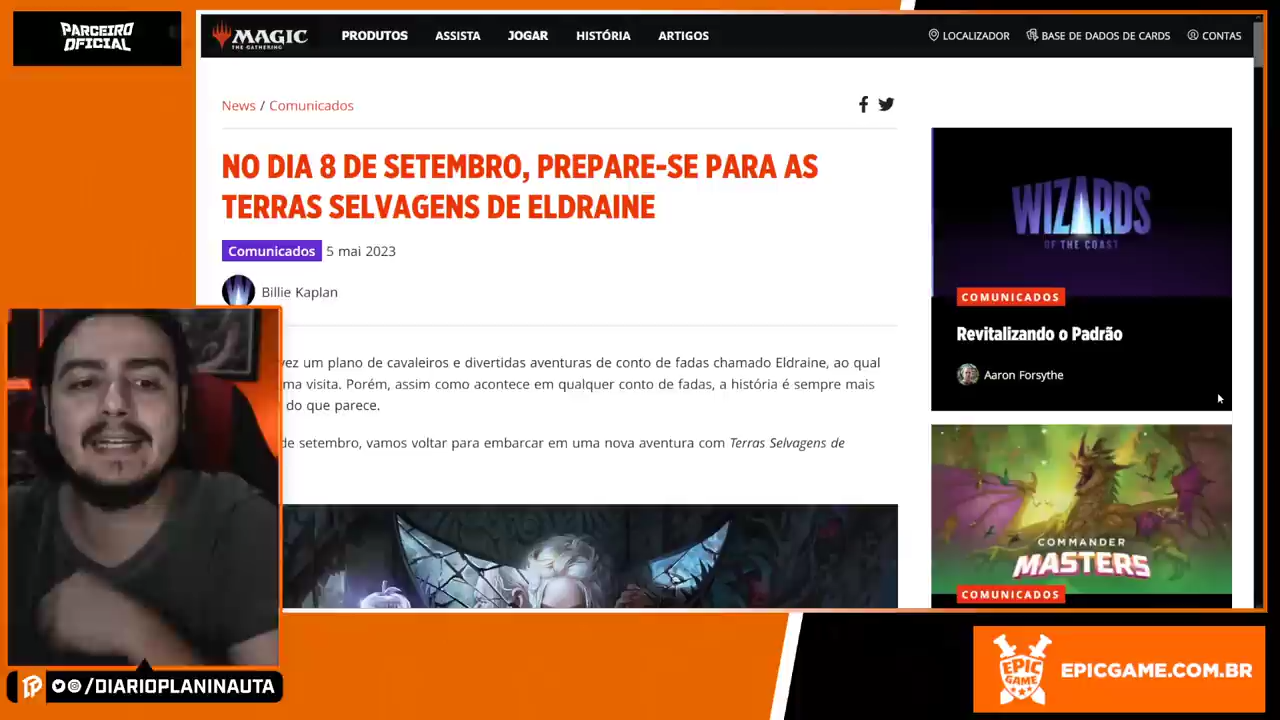 PARCEIRO
OFICIAL
MAGIC
THE GATHERING
PRODUTOS
ASSISTA
JOGAR
HISTÓRIA
ARTIGOS
LOCALIZADOR
BASE DE DADOS DE CARDS
CONTAS
News / Comunicados
NO DIA 8 DE SETEMBRO, PREPARE-SE PARA AS
TERRAS SELVAGENS DE ELDRAINE
Comunicados 5 mai 2023
Billie Kaplan
vez um plano de cavaleiros e divertidas aventuras de conto de fadas chamado Eldraine, ao qual
ma visita. Porém, assim como acontece em qualquer conto de fadas, a história é sempre mais
do que parece.
de setembro, vamos voltar para embarcar em uma nova aventura com Terras Selvagens de
WIZARDS
OF THE COAST
COMUNICADOS
Revitalizando o Padrão
Aaron Forsythe
COMMANDER
MASTERS
COMUNICADOS
/DIARIOPLANINAUTA
EPIC
GAME
EPICGAME.COM.BR